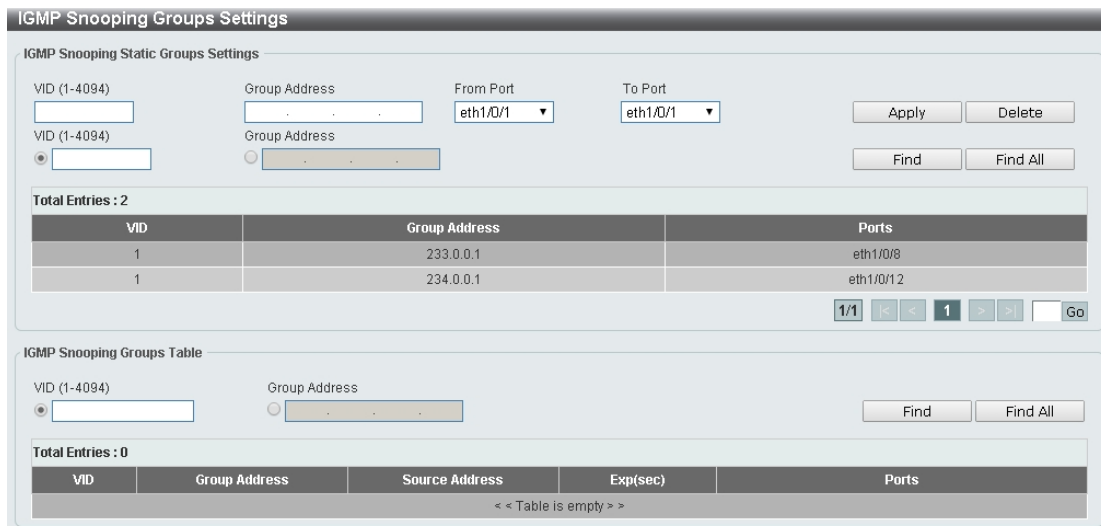 IGMP Snooping Groups Settings
IGMP Snooping Static Groups Settings
VID (1-4094) Group Address From Port To Port
. . . eth1/0/1 eth1/0/1 Apply Delete
VID (1-4094) Group Address
. . . Find Find All
Total Entries : 2
VID Group Address Ports
1 233.0.0.1 eth1/0/8
1 234.0.0.1 eth1/0/12
1/1 |< < 1 > >| Go
IGMP Snooping Groups Table
VID (1-4094) Group Address
. . . Find Find All
Total Entries : 0
VID Group Address Source Address Exp(sec) Ports
< < Table is empty > >